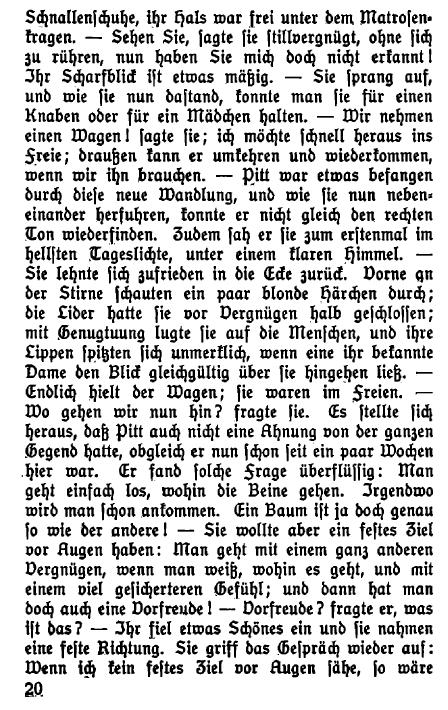 Schnallenschuhe, ihr Hals war frei unter dem Matrosen-
kragen. — Sehen Sie, sagte sie stillvergnügt, ohne sich
zu rühren, nun haben Sie mich doch nicht erkannt!
Ihr Scharfblick ist etwas mäßig. — Sie sprang auf,
und wie sie nun dastand, konnte man sie für einen
Knaben oder für ein Mädchen halten. — Wir nehmen
einen Wagen! sagte sie; ich möchte schnell heraus ins
Freie; draußen kann er umkehren und wiederkommen,
wenn wir ihn brauchen. — Pitt war etwas befangen
durch diese neue Wandlung, und wie sie nun neben-
einander herfuhren, konnte er nicht gleich den rechten
Ton wiederfinden. Zudem sah er sie zum erstenmal im
hellsten Tageslichte, unter einem klaren Himmel. —
Sie lehnte sich zufrieden in die Ecke zurück. Vorne an
der Stirne schauten ein paar blonde Härchen durch;
die Lider hatte sie vor Vergnügen halb geschlossen;
mit Genugtuung lugte sie auf die Menschen, und ihre
Lippen spitzten sich unmerklich, wenn eine ihr bekannte
Dame den Blick gleichgültig über sie hingehen ließ. —
Endlich hielt der Wagen; sie waren im Freien. —
Wo gehen wir nun hin? fragte sie. Es stellte sich
heraus, daß Pitt auch nicht eine Ahnung von der ganzen
Gegend hatte, obgleich er nun schon seit ein paar Wochen
hier war. Er fand solche Frage überflüssig: Man
geht einfach los, wohin die Beine gehen. Irgendwo
wird man schon ankommen. Ein Baum ist ja doch genau
so wie der andere! — Sie wollte aber ein festes Ziel
vor Augen haben: Man geht mit einem ganz anderen
Vergnügen, wenn man weiß, wohin es geht, und mit
einem viel gesicherteren Gefühl; und dann hat man
doch auch eine Vorfreude! — Vorfreude? fragte er, was
ist das? — Ihr fiel etwas Schönes ein und sie nahmen
eine feste Richtung. Sie griff das Gespräch wieder auf:
Wenn ich kein festes Ziel vor Augen sähe, so wäre
20